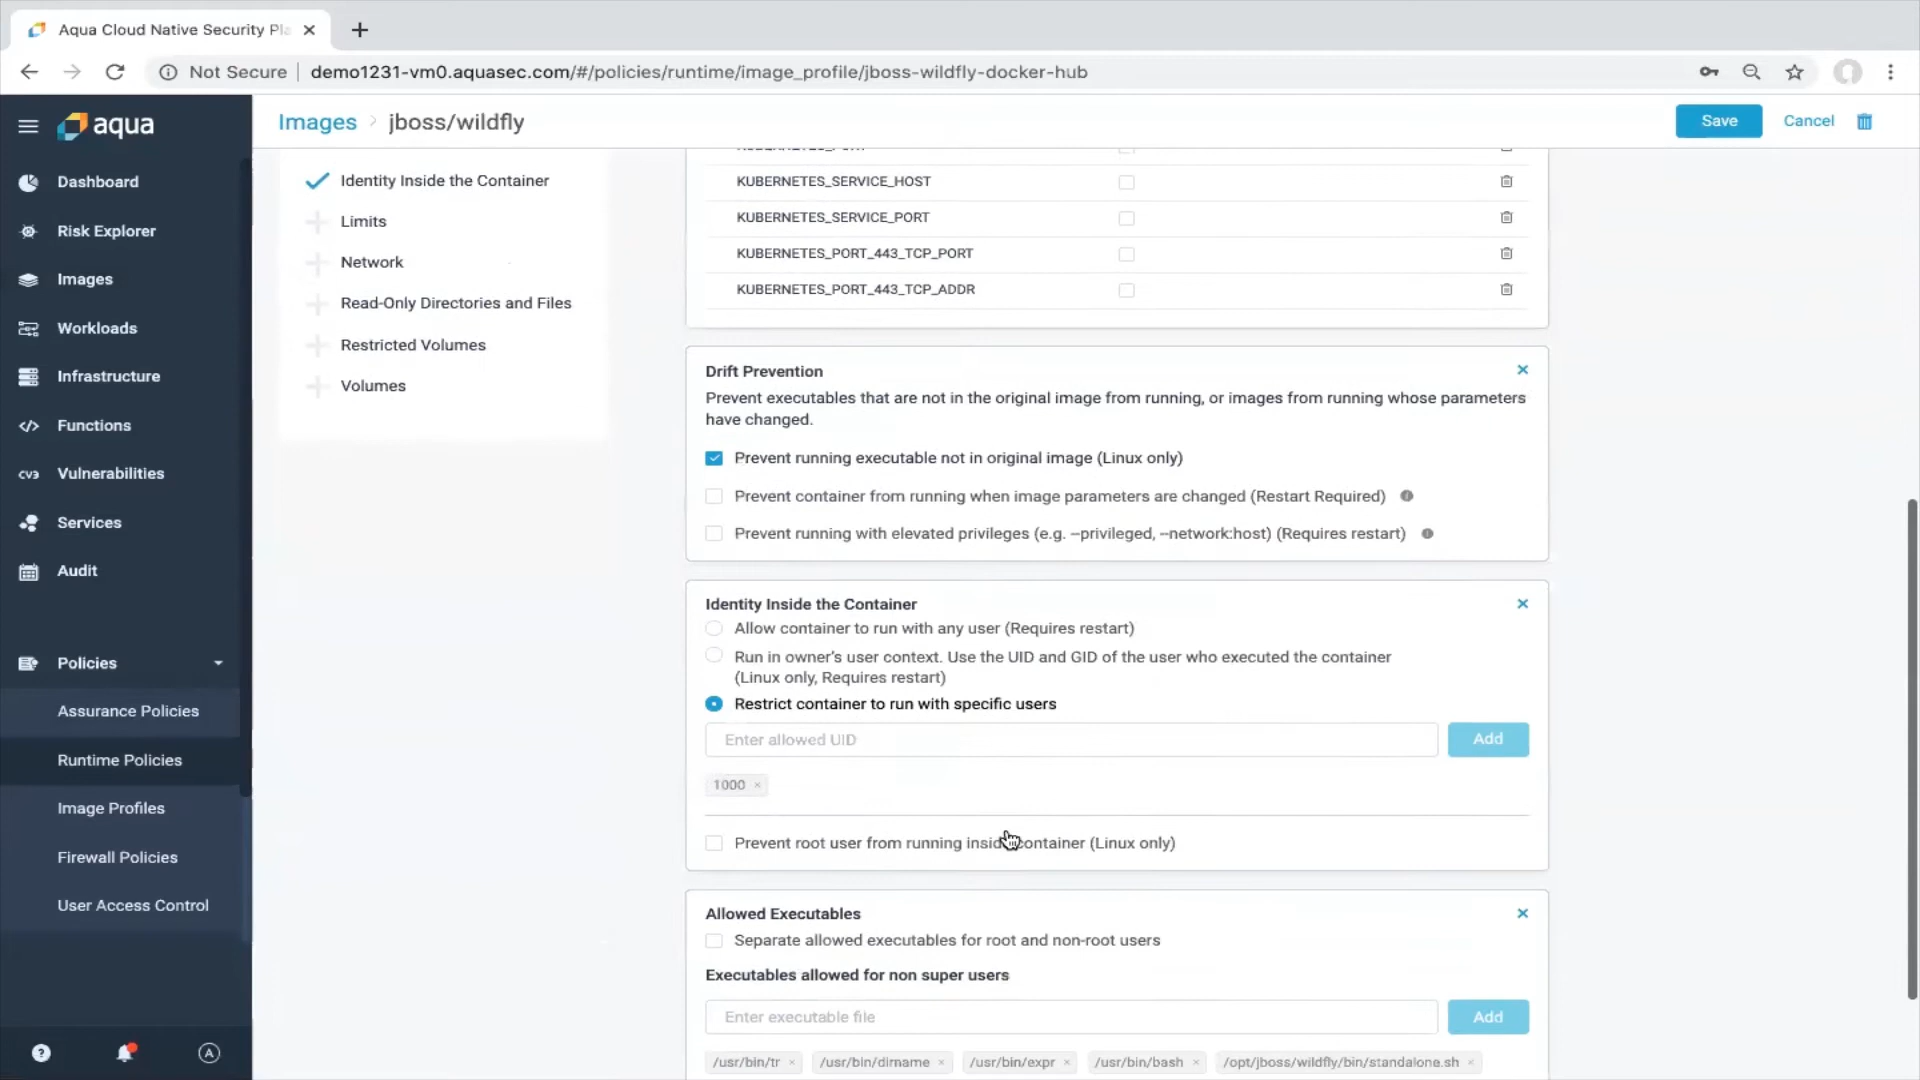 Aqua Cloud Native Security Pla
Not Secure
demo1231-vm0.aquasec.com/#/policies/runtime/image_profile/jboss-wildfly-docker-hub
aqua
Images > jboss/wildfly
Save
Cancel
Dashboard
Risk Explorer
Images
Workloads
Infrastructure
Functions
CVE Vulnerabilities
Services
Audit
Policies
Assurance Policies
Runtime Policies
Image Profiles
Firewall Policies
User Access Control
? A
Identity Inside the Container
Limits
Network
Read-Only Directories and Files
Restricted Volumes
Volumes
KUBERNETES_PORT
KUBERNETES_SERVICE_HOST
KUBERNETES_SERVICE_PORT
KUBERNETES_PORT_443_TCP_PORT
KUBERNETES_PORT_443_TCP_ADDR
Drift Prevention
Prevent executables that are not in the original image from running, or images from running whose parameters
have changed.
Prevent running executable not in original image (Linux only)
Prevent container from running when image parameters are changed (Restart Required)
Prevent running with elevated privileges (e.g. --privileged, --network:host) (Requires restart)
Identity Inside the Container
Allow container to run with any user (Requires restart)
Run in owner's user context. Use the UID and GID of the user who executed the container
(Linux only, Requires restart)
Restrict container to run with specific users
Enter allowed UID
Add
1000 ×
Prevent root user from running inside container (Linux only)
Allowed Executables
Separate allowed executables for root and non-root users
Executables allowed for non super users
Enter executable file
Add
/usr/bin/tr × /usr/bin/dirname × /usr/bin/expr × /usr/bin/bash × /opt/jboss/wildfly/bin/standalone.sh ×